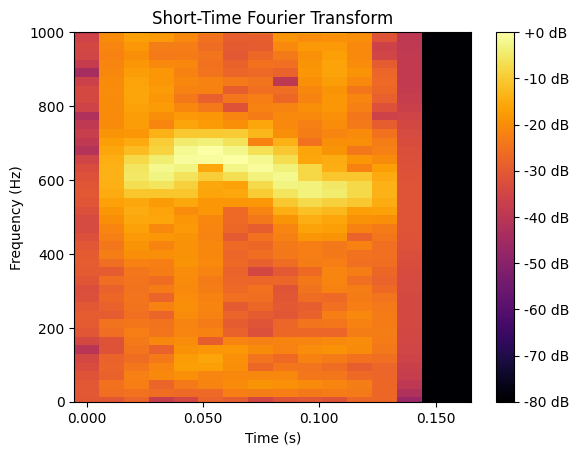 Short-Time Fourier Transform
1000
800
600
400
200
0
Frequency (Hz)
0.000
0.050
0.100
0.150
Time (s)
+0 dB
-10 dB
-20 dB
-30 dB
-40 dB
-50 dB
-60 dB
-70 dB
-80 dB